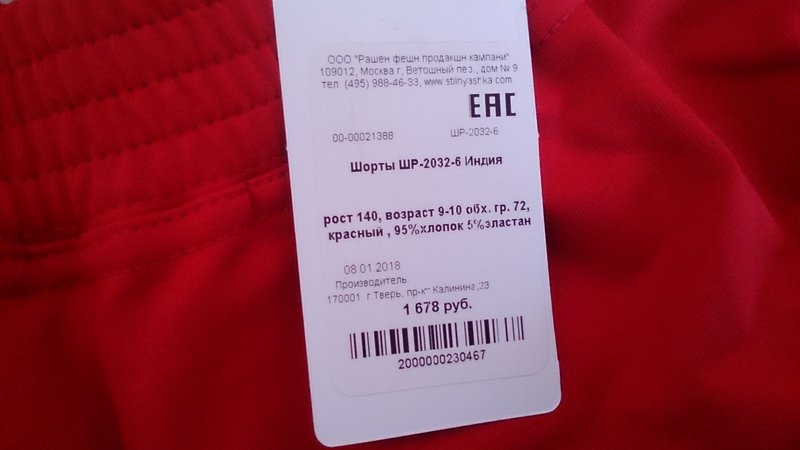 ООО "Рашен фешн продакшн кампани"
109012, Москва г, Ветошный пер., дом № 9
тел: (495) 988-46-33, www.stilnyashka.com
EAC
00-00021388 ШР-2032-6
Шорты ШР-2032-6 Индия
рост 140, возраст 9-10 обх. гр. 72,
красный , 95%хлопок 5%эластан
08.01.2018
Производитель:
170001 г.Тверь, пр-кт Калинина,23
1 678 руб.
2000000230467